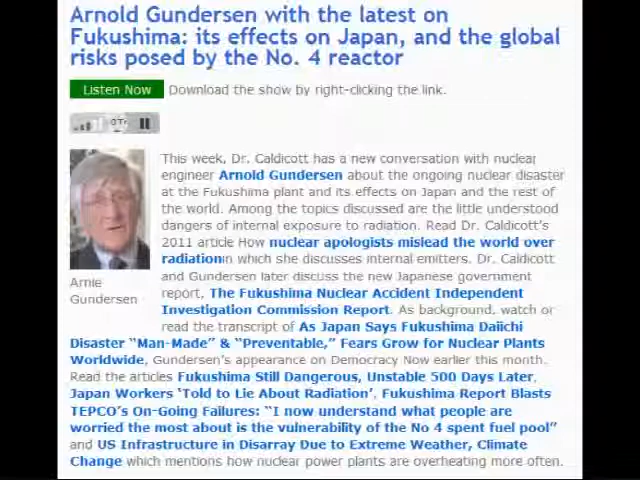 Arnold Gundersen with the latest on
Fukushima: its effects on Japan, and the global
risks posed by the No. 4 reactor
Listen Now Download the show by right-clicking the link.
This week, Dr. Caldicott has a new conversation with nuclear
engineer Arnold Gundersen about the ongoing nuclear disaster
at the Fukushima plant and its effects on Japan and the rest of
the world. Among the topics discussed are the little understood
dangers of internal exposure to radiation. Read Dr. Caldicott's
2011 article How nuclear apologists mislead the world over
radiationin which she discusses internal emitters. Dr. Caldicott
and Gundersen later discuss the new Japanese government
report, The Fukushima Nuclear Accident Independent
Investigation Commission Report. As background, watch or
read the transcript of As Japan Says Fukushima Daiichi
Disaster “Man-Made” & “Preventable,” Fears Grow for Nuclear Plants
Worldwide, Gundersen's appearance on Democracy Now earlier this month.
Read the articles Fukushima Still Dangerous, Unstable 500 Days Later,
Japan Workers ‘Told to Lie About Radiation’, Fukushima Report Blasts
TEPCO’s On-Going Failures: “I now understand what people are
worried the most about is the vulnerability of the No 4 spent fuel pool”
and US Infrastructure in Disarray Due to Extreme Weather, Climate
Change which mentions how nuclear power plants are overheating more often.
Arnie
Gundersen